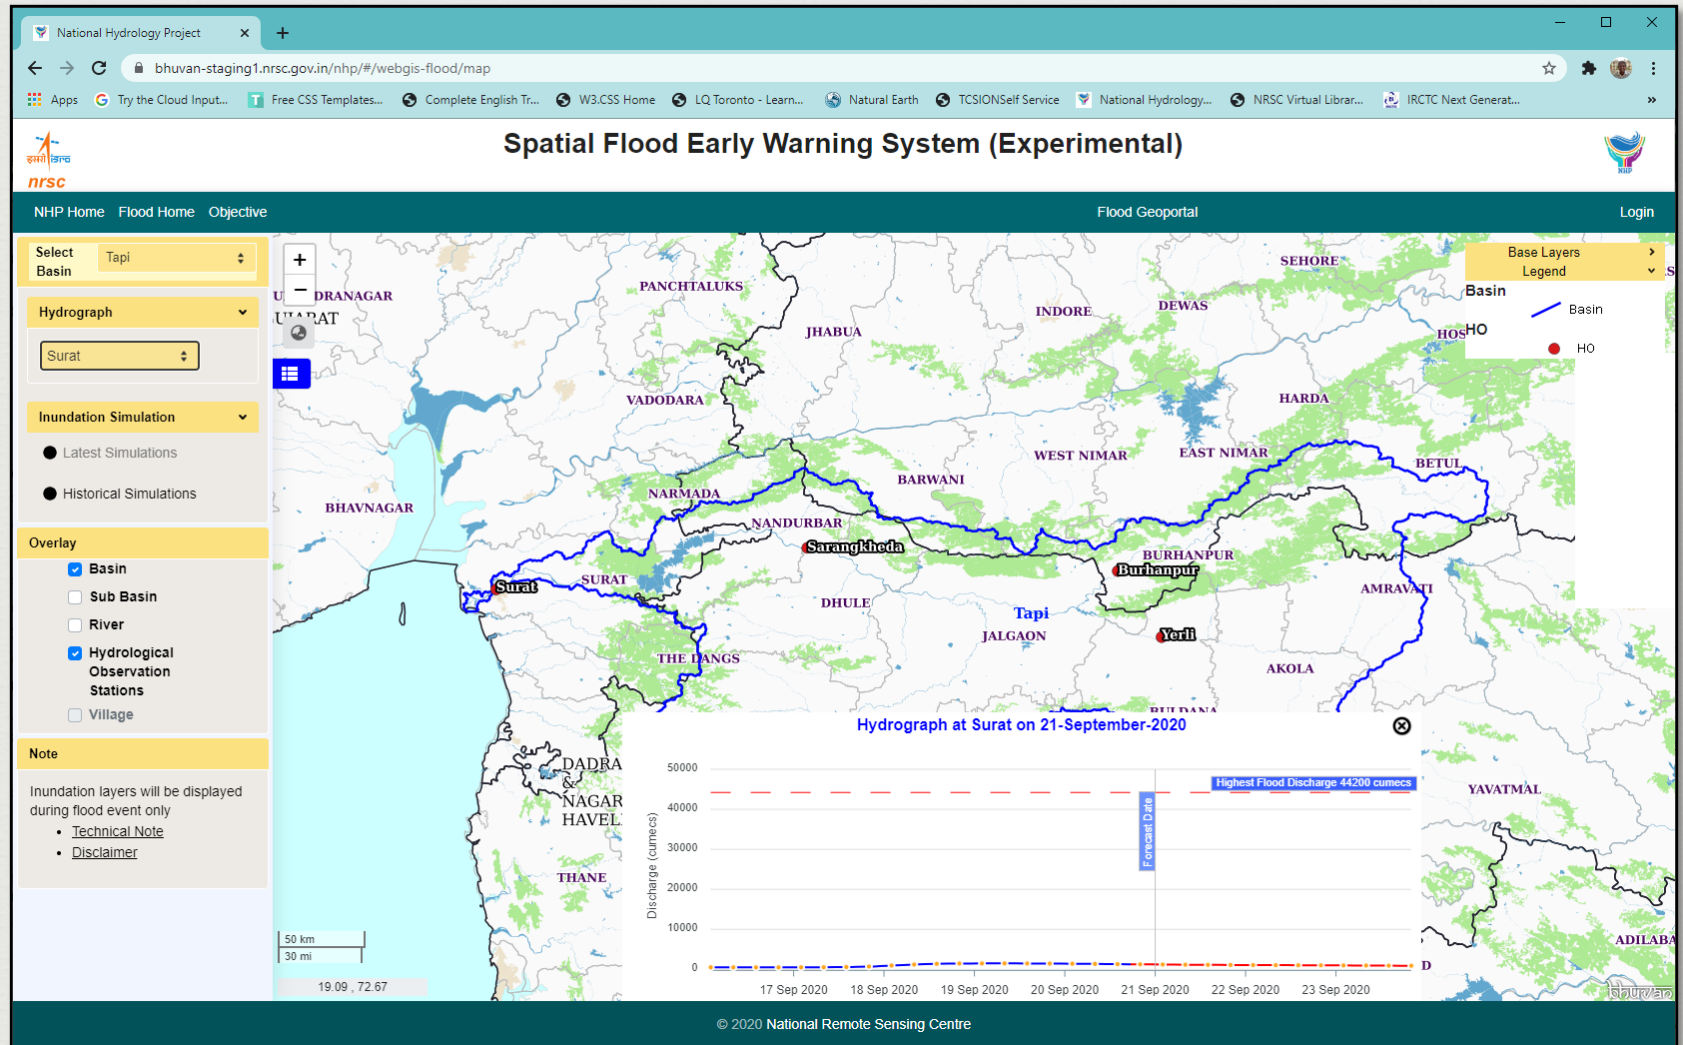 National Hydrology Project
bhuvan-staging1.nrsc.gov.in/nhp/#/webgis-flood/map
Apps
Try the Cloud Input...
Free CSS Templates...
Complete English Tr...
W3.CSS Home
LQ Toronto - Learn...
Natural Earth
TCSIONSelf Service
National Hydrology...
NRSC Virtual Librar...
IRCTC Next Generat...
»
इसरो isro
nrsc
Spatial Flood Early Warning System (Experimental)
NHP
NHP Home Flood Home Objective
Flood Geoportal
Login
Select Basin
Tapi
Hydrograph
Surat
Inundation Simulation
Latest Simulations
Historical Simulations
Overlay
Basin
Sub Basin
River
Hydrological
Observation
Stations
Village
Note
Inundation layers will be displayed
during flood event only
• Technical Note
• Disclaimer
+
−
Base Layers
Legend
Basin
Basin
HO
HO
DRANAGAR
PANCHTALUKS
SEHORE
JHABUA
INDORE
DEWAS
HOS
VADODARA
HARDA
WEST NIMAR
EAST NIMAR
BETUL
BARWANI
NARMADA
BHAVNAGAR
NANDURBAR
Sarangkheda
BURHANPUR
Burhanpur
SURAT
Surat
AMRAVATI
DHULE
Tapi
JALGAON
Yerli
THE DANGS
AKOLA
BULDANA
DADRA
&
NAGAR
HAVEL
YAVATMAL
THANE
ADILABA
D
50 km
30 mi
19.09 , 72.67
bhuvan
Hydrograph at Surat on 21-September-2020
Discharge (cumecs)
50000
40000
30000
20000
10000
0
Highest Flood Discharge 44200 cumecs
Forecast Date
17 Sep 2020
18 Sep 2020
19 Sep 2020
20 Sep 2020
21 Sep 2020
22 Sep 2020
23 Sep 2020
© 2020 National Remote Sensing Centre